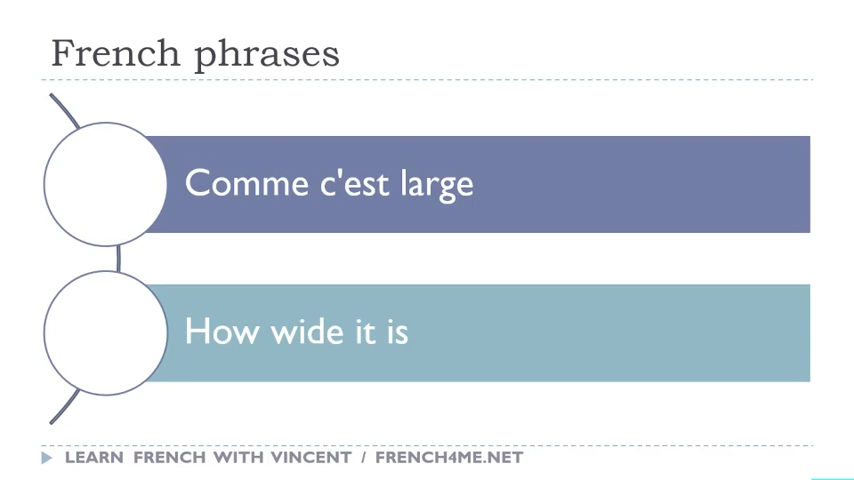 French phrases
Comme c'est large
How wide it is
LEARN FRENCH WITH VINCENT / FRENCH4ME.NET